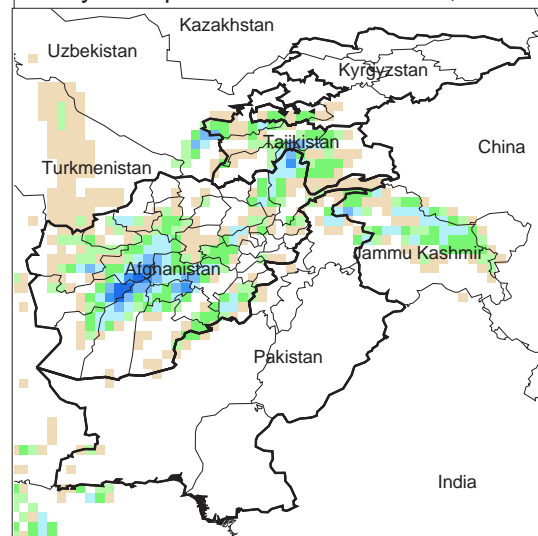 Kazakhstan
Uzbekistan
Kyrgyzstan
Tajikistan
China
Turkmenistan
Jammu Kashmir
Afghanistan
Pakistan
India